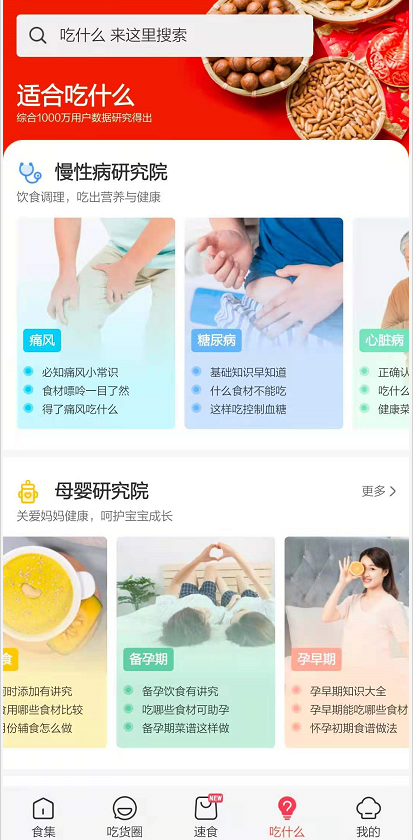 吃什么 来这里搜索
适合吃什么
综合1000万用户数据研究得出
慢性病研究院
饮食调理，吃出营养与健康
痛风
糖尿病
心脏病
必知痛风小常识
基础知识早知道
正确认
食材嘌呤一目了然
什么食材不能吃
吃什么
得了痛风吃什么
这样吃控制血糖
健康菜
母婴研究院
更多
关爱妈妈健康，呵护宝宝成长
食
备孕期
孕早期
时添加有讲究
备孕饮食有讲究
孕早期知识大全
食用哪些食材比较
吃哪些食材可助孕
孕早期能吃哪些食材
月份辅食怎么做
备孕期菜谱这样做
怀孕初期食谱做法
NEW
食集
吃货圈
速食
吃什么
我的